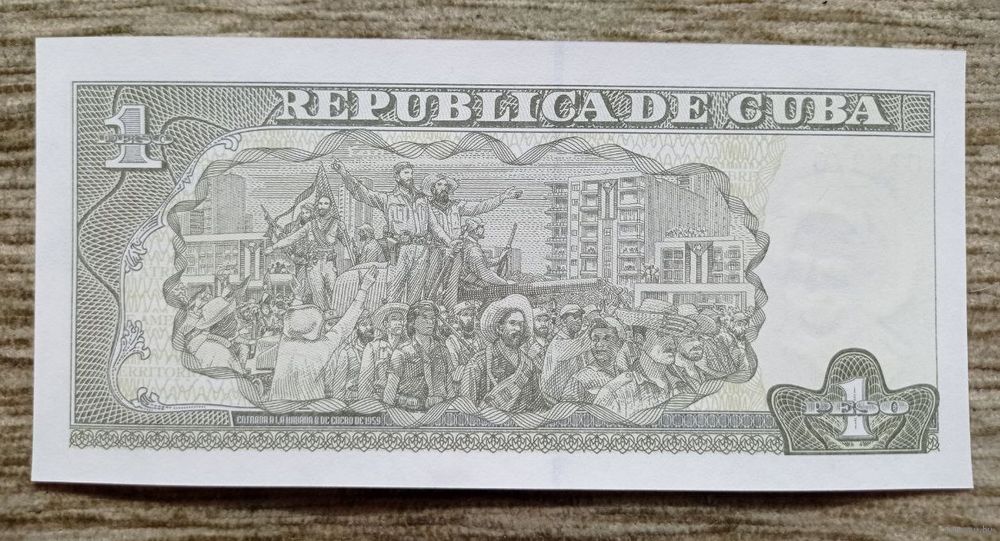 REPUBLICA DE CUBA
1
ENTRADA A LA HABANA 8 DE ENERO DE 1959
1
PESO